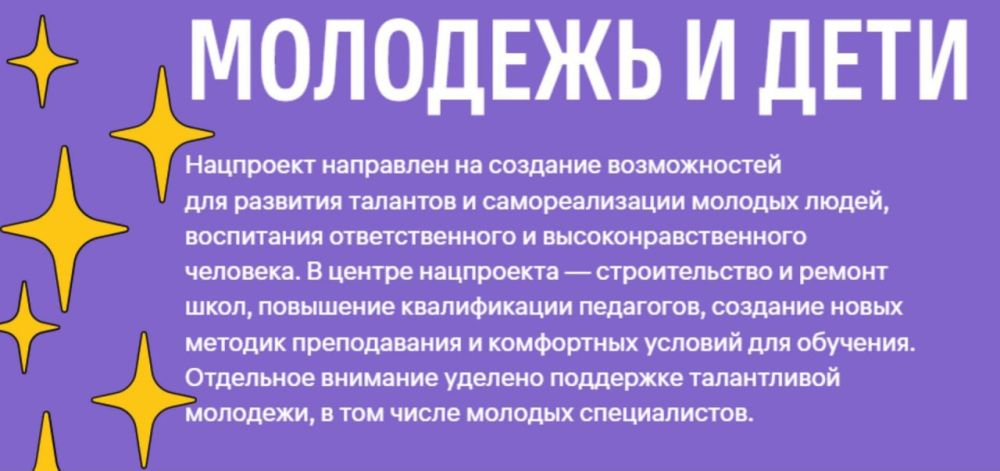 МОЛОДЕЖЬ И ДЕТИ
Нацпроект направлен на создание возможностей
для развития талантов и самореализации молодых людей,
воспитания ответственного и высоконравственного
человека. В центре нацпроекта — строительство и ремонт
школ, повышение квалификации педагогов, создание новых
методик преподавания и комфортных условий для обучения.
Отдельное внимание уделено поддержке талантливой
молодежи, в том числе молодых специалистов.